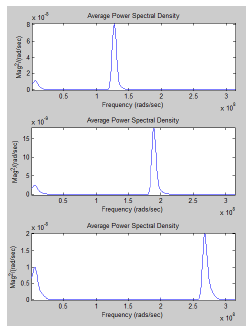 x 10^-8
Average Power Spectral Density
8
6
4
2
0
Mag^2/(rad/sec)
0.5 1 1.5 2 2.5 3
Frequency (rads/sec)
x 10^8
x 10^-9
Average Power Spectral Density
15
10
5
0
Mag^2/(rad/sec)
0.5 1 1.5 2 2.5 3
Frequency (rads/sec)
x 10^8
x 10^-8
Average Power Spectral Density
2
1.5
1
0.5
0
Mag^2/(rad/sec)
0.5 1 1.5 2 2.5 3
Frequency (rads/sec)
x 10^8